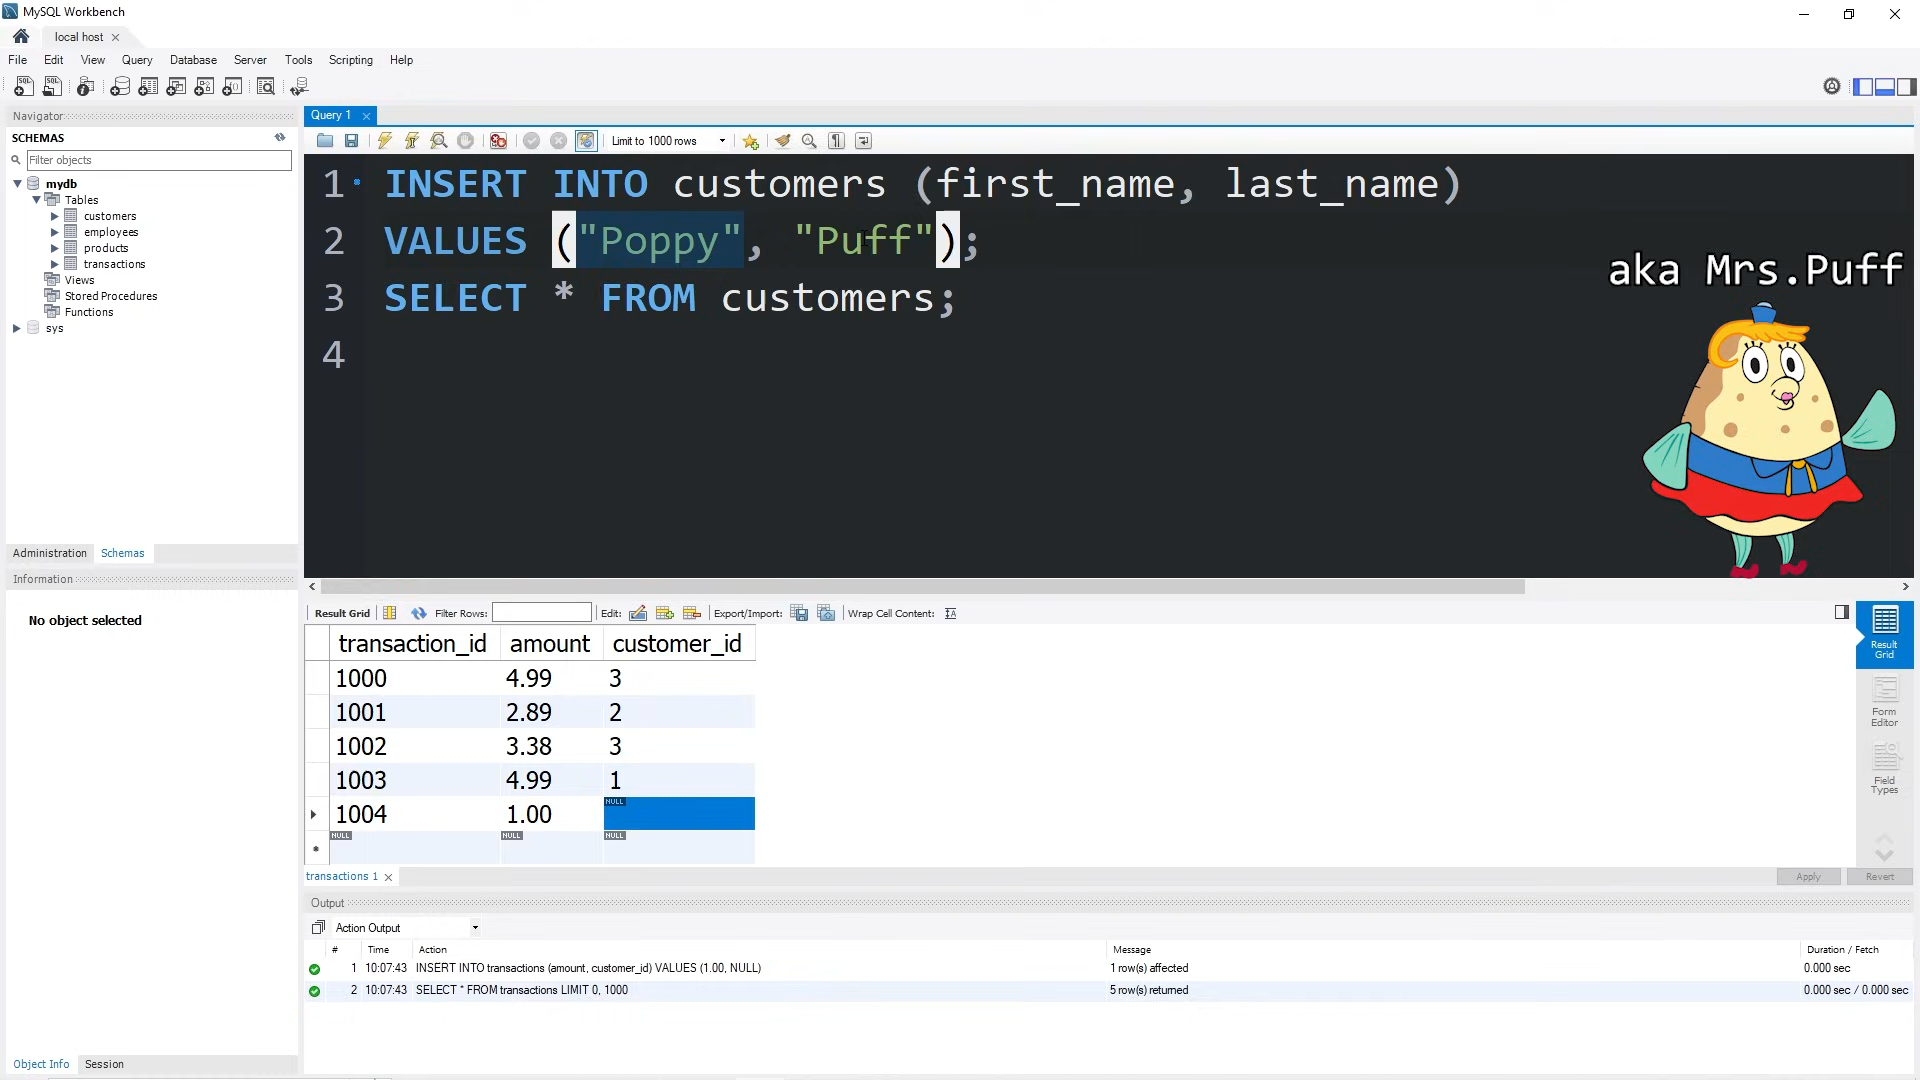 MySQL Workbench
local host
File Edit View Query Database Server Tools Scripting Help
Navigator
SCHEMAS
Filter objects
mydb
Tables
customers
employees
products
transactions
Views
Stored Procedures
Functions
sys
Administration Schemas
Information
No object selected
Object Info Session
Query 1
Limit to 1000 rows
1 INSERT INTO customers (first_name, last_name)
2 VALUES ("Poppy", "Puff");
3 SELECT * FROM customers;
4
aka Mrs.Puff
Result Grid Filter Rows: Edit: Export/Import: Wrap Cell Content:
transaction_id amount customer_id
1000 4.99 3
1001 2.89 2
1002 3.38 3
1003 4.99 1
1004 1.00 NULL
NULL NULL NULL
Result Grid
Form Editor
Field Types
transactions 1
Apply Revert
Output
Action Output
# Time Action Message Duration / Fetch
1 10:07:43 INSERT INTO transactions (amount, customer_id) VALUES (1.00, NULL) 1 row(s) affected 0.000 sec
2 10:07:43 SELECT * FROM transactions LIMIT 0, 1000 5 row(s) returned 0.000 sec / 0.000 sec